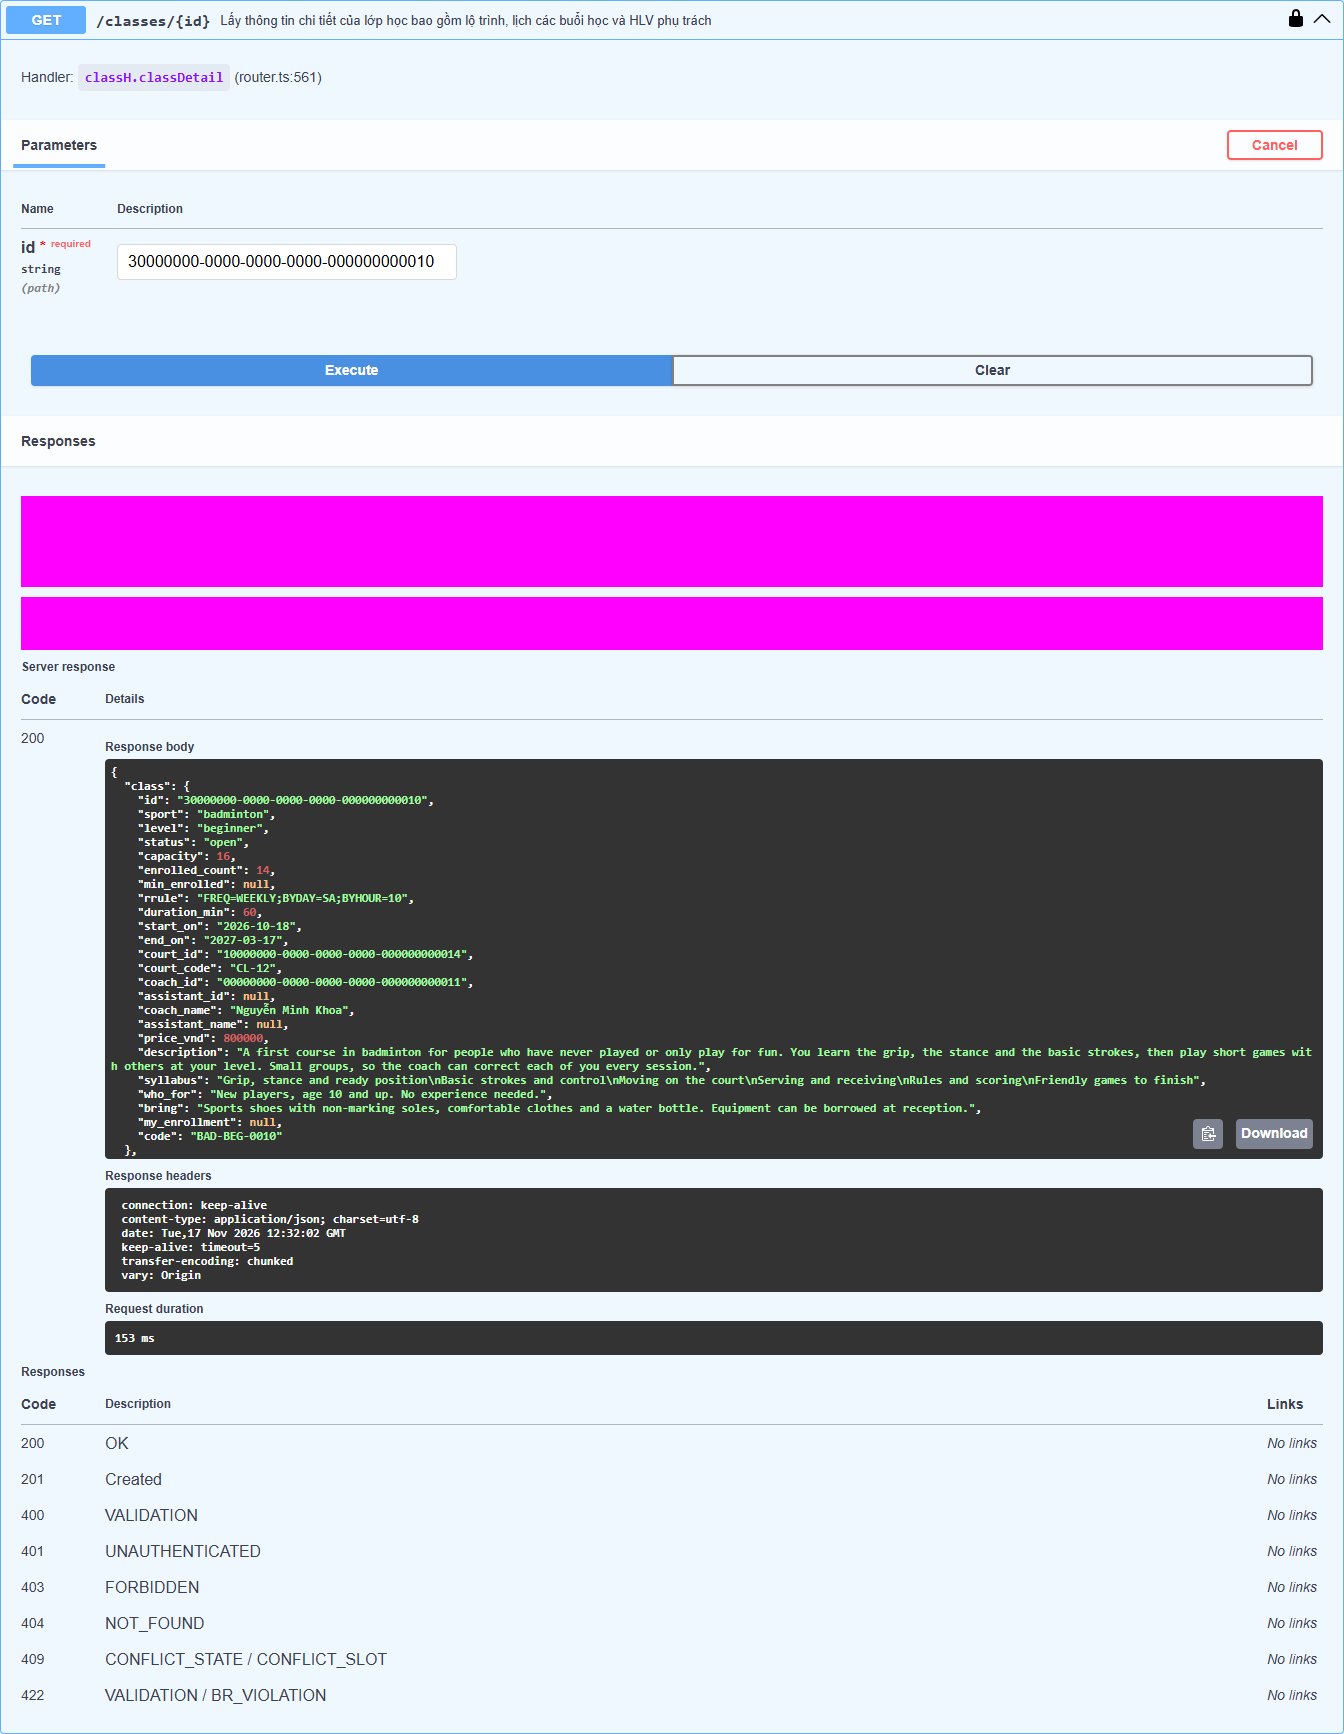 GET /classes/{id} Lấy thông tin chi tiết của lớp học bao gồm lộ trình, lịch các buổi học và HLV phụ trách
Handler: classH.classDetail (router.ts:561)
Parameters
Cancel
Name Description
id * required
string
(path)
30000000-0000-0000-0000-000000000010
Execute Clear
Responses
Server response
Code Details
200
Response body
{
  "class": {
    "id": "30000000-0000-0000-0000-000000000010",
    "sport": "badminton",
    "level": "beginner",
    "status": "open",
    "capacity": 16,
    "enrolled_count": 14,
    "min_enrolled": null,
    "rrule": "FREQ=WEEKLY;BYDAY=SA;BYHOUR=10",
    "duration_min": 60,
    "start_on": "2026-10-18",
    "end_on": "2027-03-17",
    "court_id": "10000000-0000-0000-0000-000000000014",
    "court_code": "CL-12",
    "coach_id": "00000000-0000-0000-0000-000000000011",
    "assistant_id": null,
    "coach_name": "Nguyễn Minh Khoa",
    "assistant_name": null,
    "price_vnd": 800000,
    "description": "A first course in badminton for people who have never played or only play for fun. You learn the grip, the stance and the basic strokes, then play short games wit
h others at your level. Small groups, so the coach can correct each of you every session.",
    "syllabus": "Grip, stance and ready position\nBasic strokes and control\nMoving on the court\nServing and receiving\nRules and scoring\nFriendly games to finish",
    "who_for": "New players, age 10 and up. No experience needed.",
    "bring": "Sports shoes with non-marking soles, comfortable clothes and a water bottle. Equipment can be borrowed at reception.",
    "my_enrollment": null,
    "code": "BAD-BEG-0010"
  },
Download
Response headers
connection: keep-alive
content-type: application/json; charset=utf-8
date: Tue,17 Nov 2026 12:32:02 GMT
keep-alive: timeout=5
transfer-encoding: chunked
vary: Origin
Request duration
153 ms
Responses
Code Description Links
200 OK No links
201 Created No links
400 VALIDATION No links
401 UNAUTHENTICATED No links
403 FORBIDDEN No links
404 NOT_FOUND No links
409 CONFLICT_STATE / CONFLICT_SLOT No links
422 VALIDATION / BR_VIOLATION No links